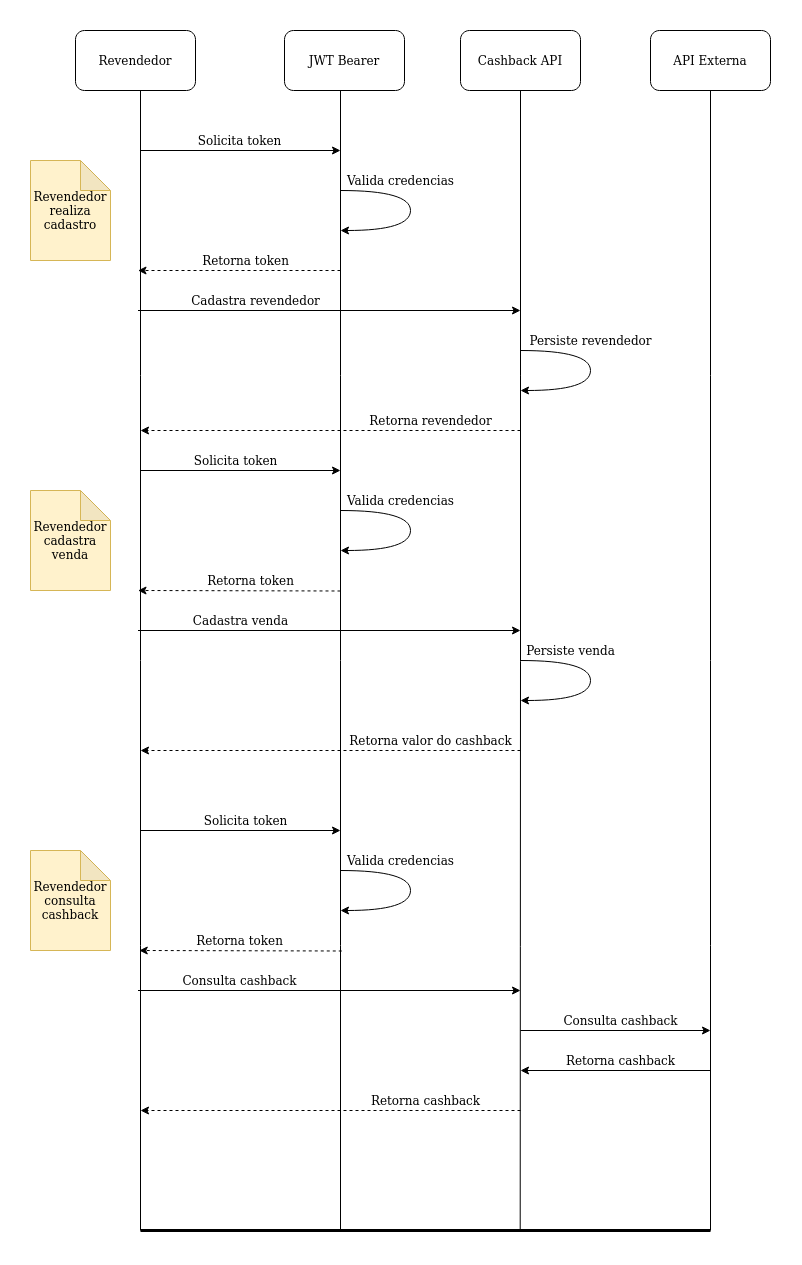 Revendedor
JWT Bearer
Cashback API
API Externa
Solicita token
Valida credencias
Revendedor
realiza
cadastro
Retorna token
Cadastra revendedor
Persiste revendedor
Retorna revendedor
Solicita token
Valida credencias
Revendedor
cadastra
venda
Retorna token
Cadastra venda
Persiste venda
Retorna valor do cashback
Solicita token
Valida credencias
Revendedor
consulta
cashback
Retorna token
Consulta cashback
Consulta cashback
Retorna cashback
Retorna cashback